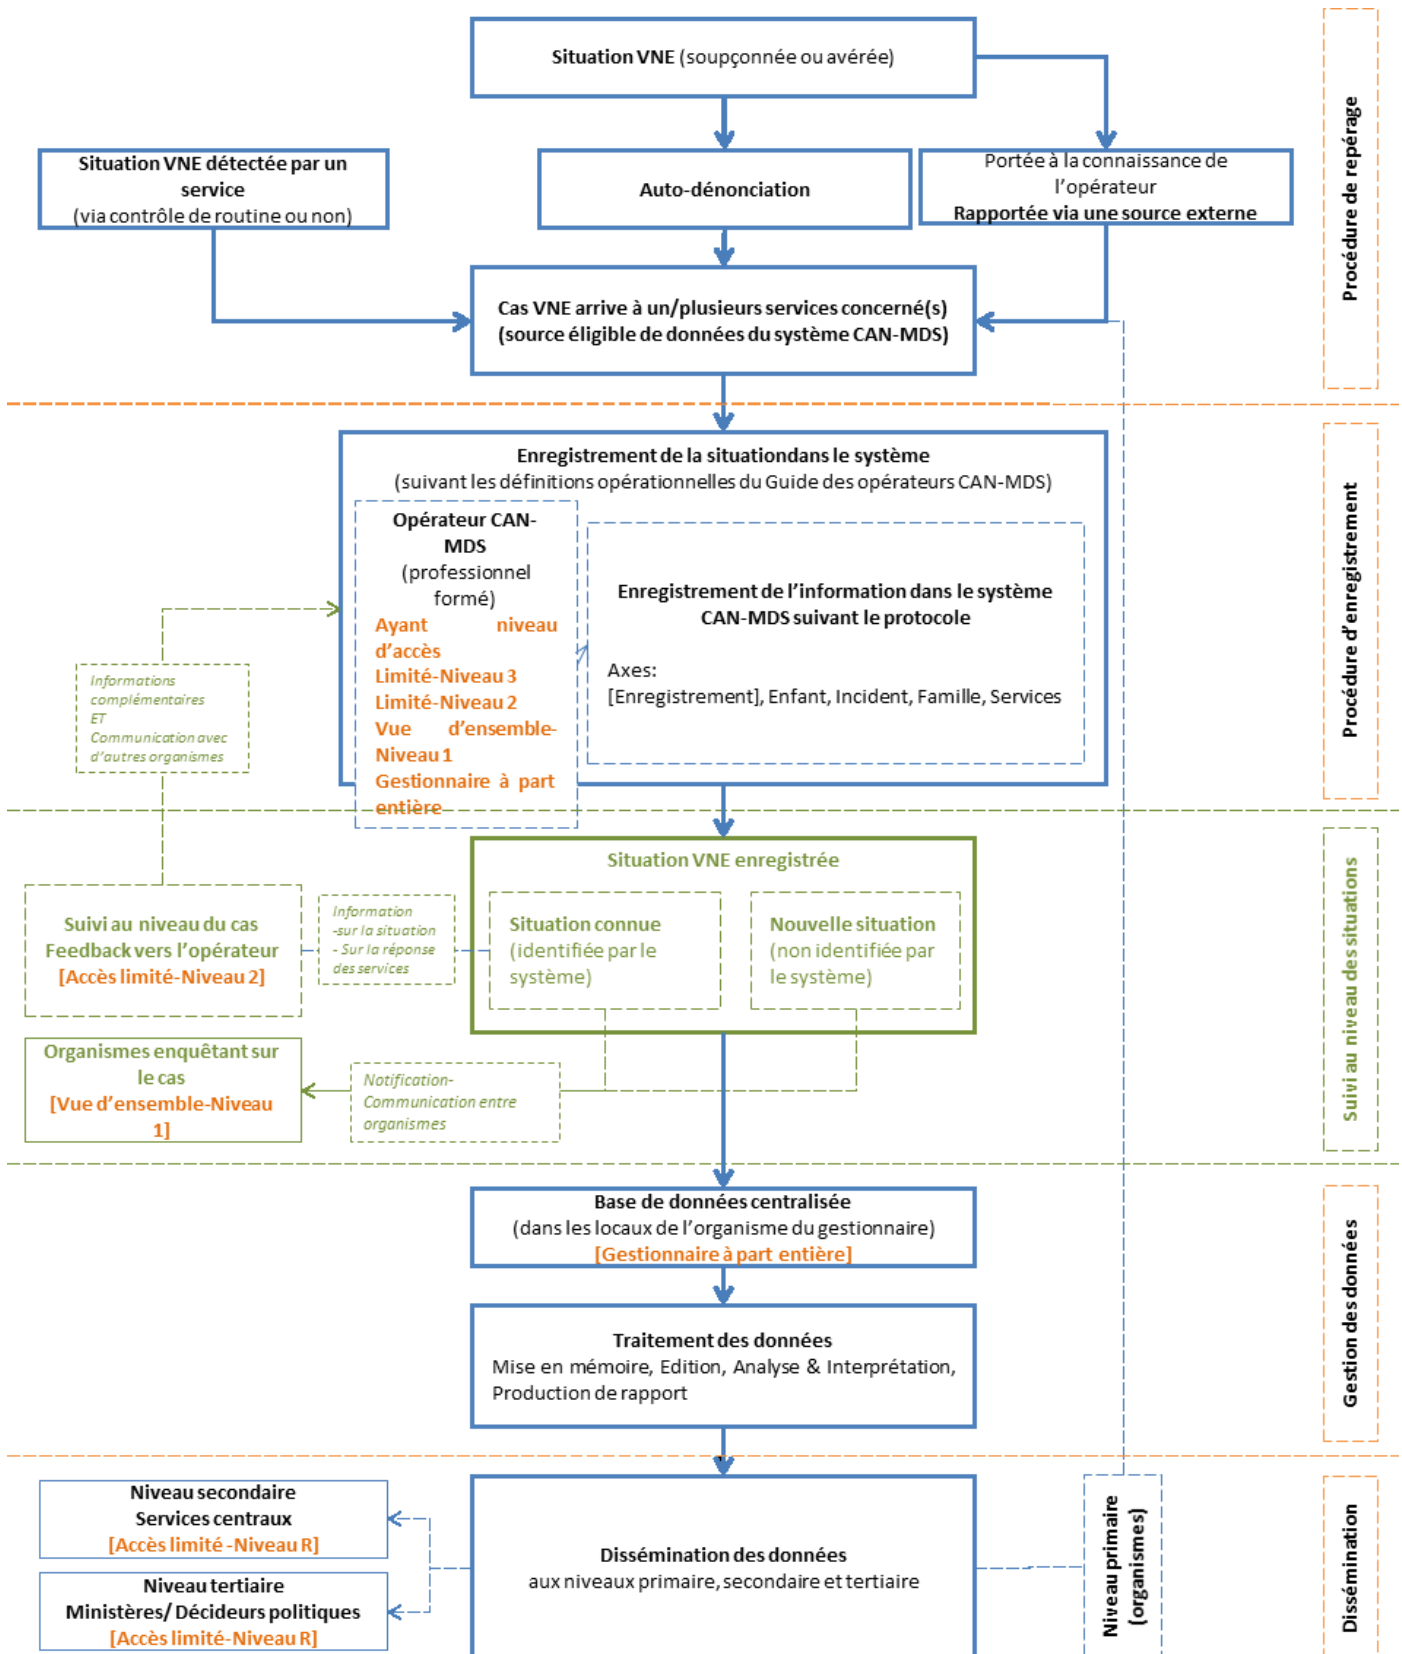 Situation VNE (soupçonnée ou avérée)
Procédure de repérage
Situation VNE détectée par un
service
(via contrôle de routine ou non)
Auto-dénonciation
Portée à la connaissance de
l’opérateur
Rapportée via une source externe
Cas VNE arrive à un/plusieurs services concerné(s)
(source éligible de données du système CAN-MDS)
Enregistrement de la situationdans le système
(suivant les définitions opérationnelles du Guide des opérateurs CAN-MDS)
Procédure d’enregistrement
Opérateur CAN-
MDS
(professionnel
formé)
Ayant niveau
d’accès
Limité-Niveau 3
Limité-Niveau 2
Vue d’ensemble-
Niveau 1
Gestionnaire à part
entière
Enregistrement de l’information dans le système
CAN-MDS suivant le protocole
Axes:
[Enregistrement], Enfant, Incident, Famille, Services
Informations
complémentaires
ET
Communication avec
d’autres organismes
Situation VNE enregistrée
Suivi au niveau des situations
Suivi au niveau du cas
Feedback vers l’opérateur
[Accès limité-Niveau 2]
Information
-sur la situation
- Sur la réponse
des services
Situation connue
(identifiée par le
système)
Nouvelle situation
(non identifiée par
le système)
Organismes enquêtant sur
le cas
[Vue d’ensemble-Niveau
1]
Notification-
Communication entre
organismes
Base de données centralisée
(dans les locaux de l’organisme du gestionnaire)
[Gestionnaire à part entière]
Gestion des données
Traitement des données
Mise en mémoire, Edition, Analyse & Interprétation,
Production de rapport
Niveau secondaire
Services centraux
[Accès limité -Niveau R]
Niveau tertiaire
Ministères/ Décideurs politiques
[Accès limité-Niveau R]
Dissémination des données
aux niveaux primaire, secondaire et tertiaire
Niveau primaire
(organismes)
Dissémination